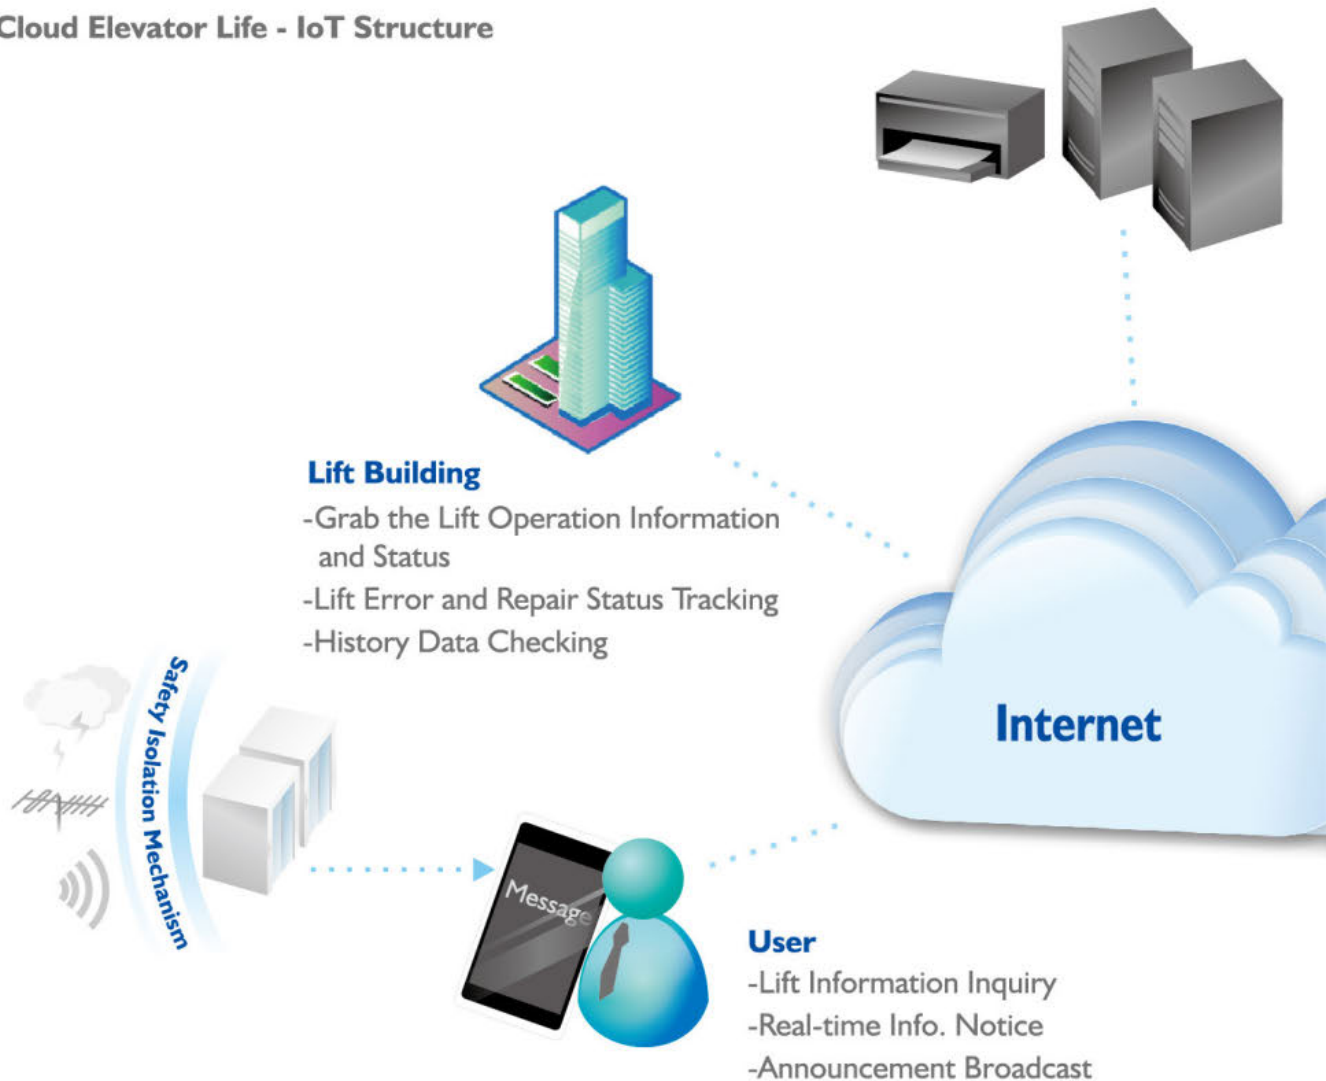 Cloud Elevator Life - IoT Structure
Lift Building
-Grab the Lift Operation Information
and Status
-Lift Error and Repair Status Tracking
-History Data Checking
Safety Isolation Mechanism
Internet
Message
User
-Lift Information Inquiry
-Real-time Info. Notice
-Announcement Broadcast